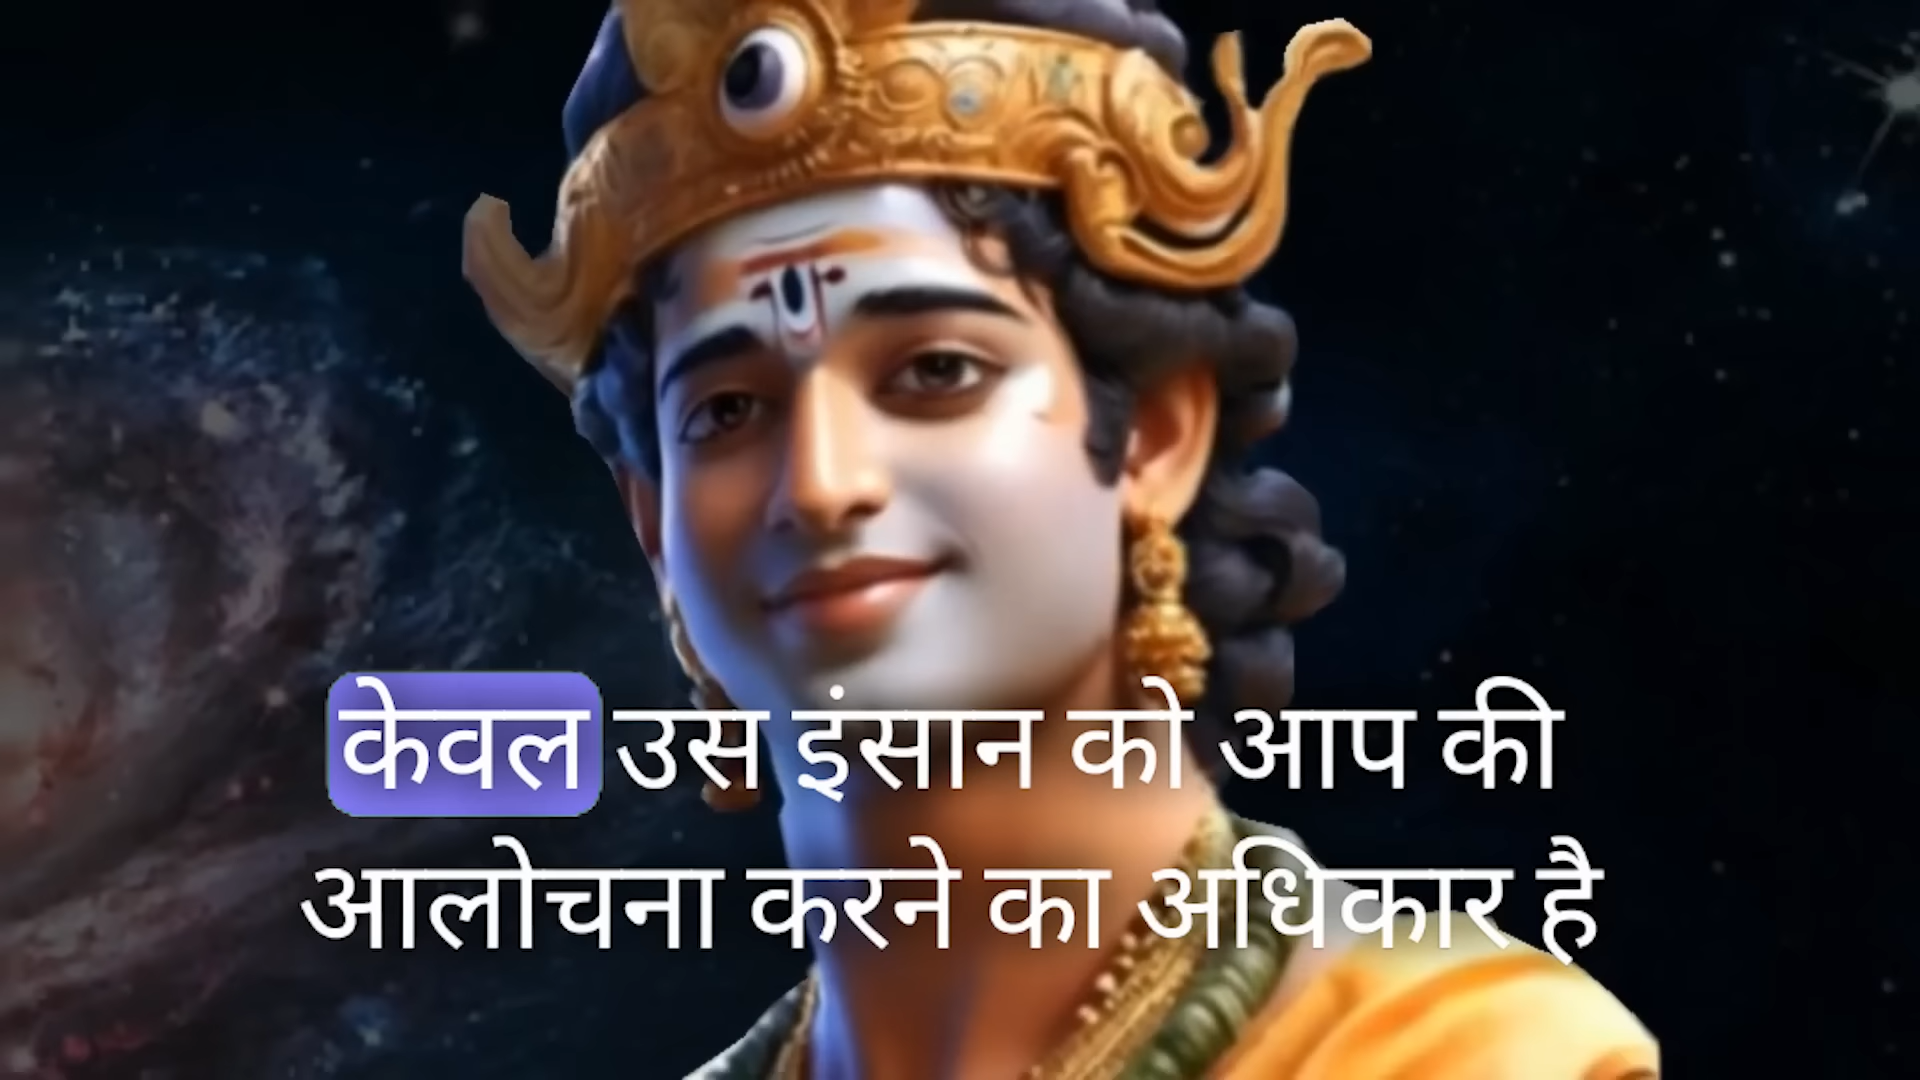 केवल उस इंसान को आप की
आलोचना करने का अधिकार है